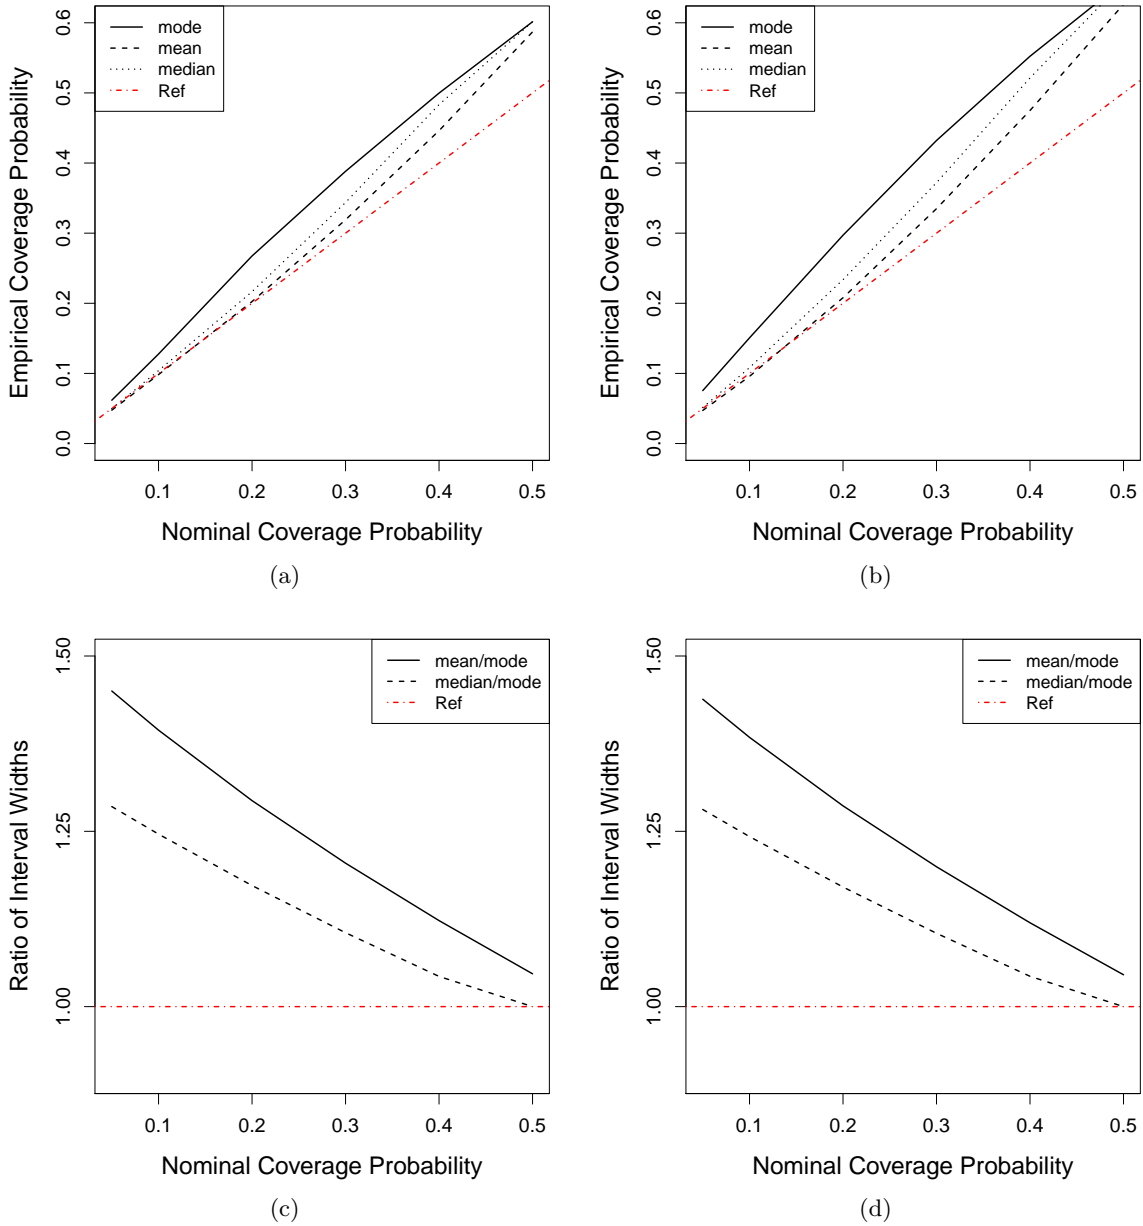 mode
mean
median
Ref
0.0
0.1
0.2
0.3
0.4
0.5
0.6
Empirical Coverage Probability
0.1
0.2
0.3
0.4
0.5
Nominal Coverage Probability
(a)
mode
mean
median
Ref
0.0
0.1
0.2
0.3
0.4
0.5
0.6
Empirical Coverage Probability
0.1
0.2
0.3
0.4
0.5
Nominal Coverage Probability
(b)
mean/mode
median/mode
Ref
1.00
1.25
1.50
Ratio of Interval Widths
0.1
0.2
0.3
0.4
0.5
Nominal Coverage Probability
(c)
mean/mode
median/mode
Ref
1.00
1.25
1.50
Ratio of Interval Widths
0.1
0.2
0.3
0.4
0.5
Nominal Coverage Probability
(d)